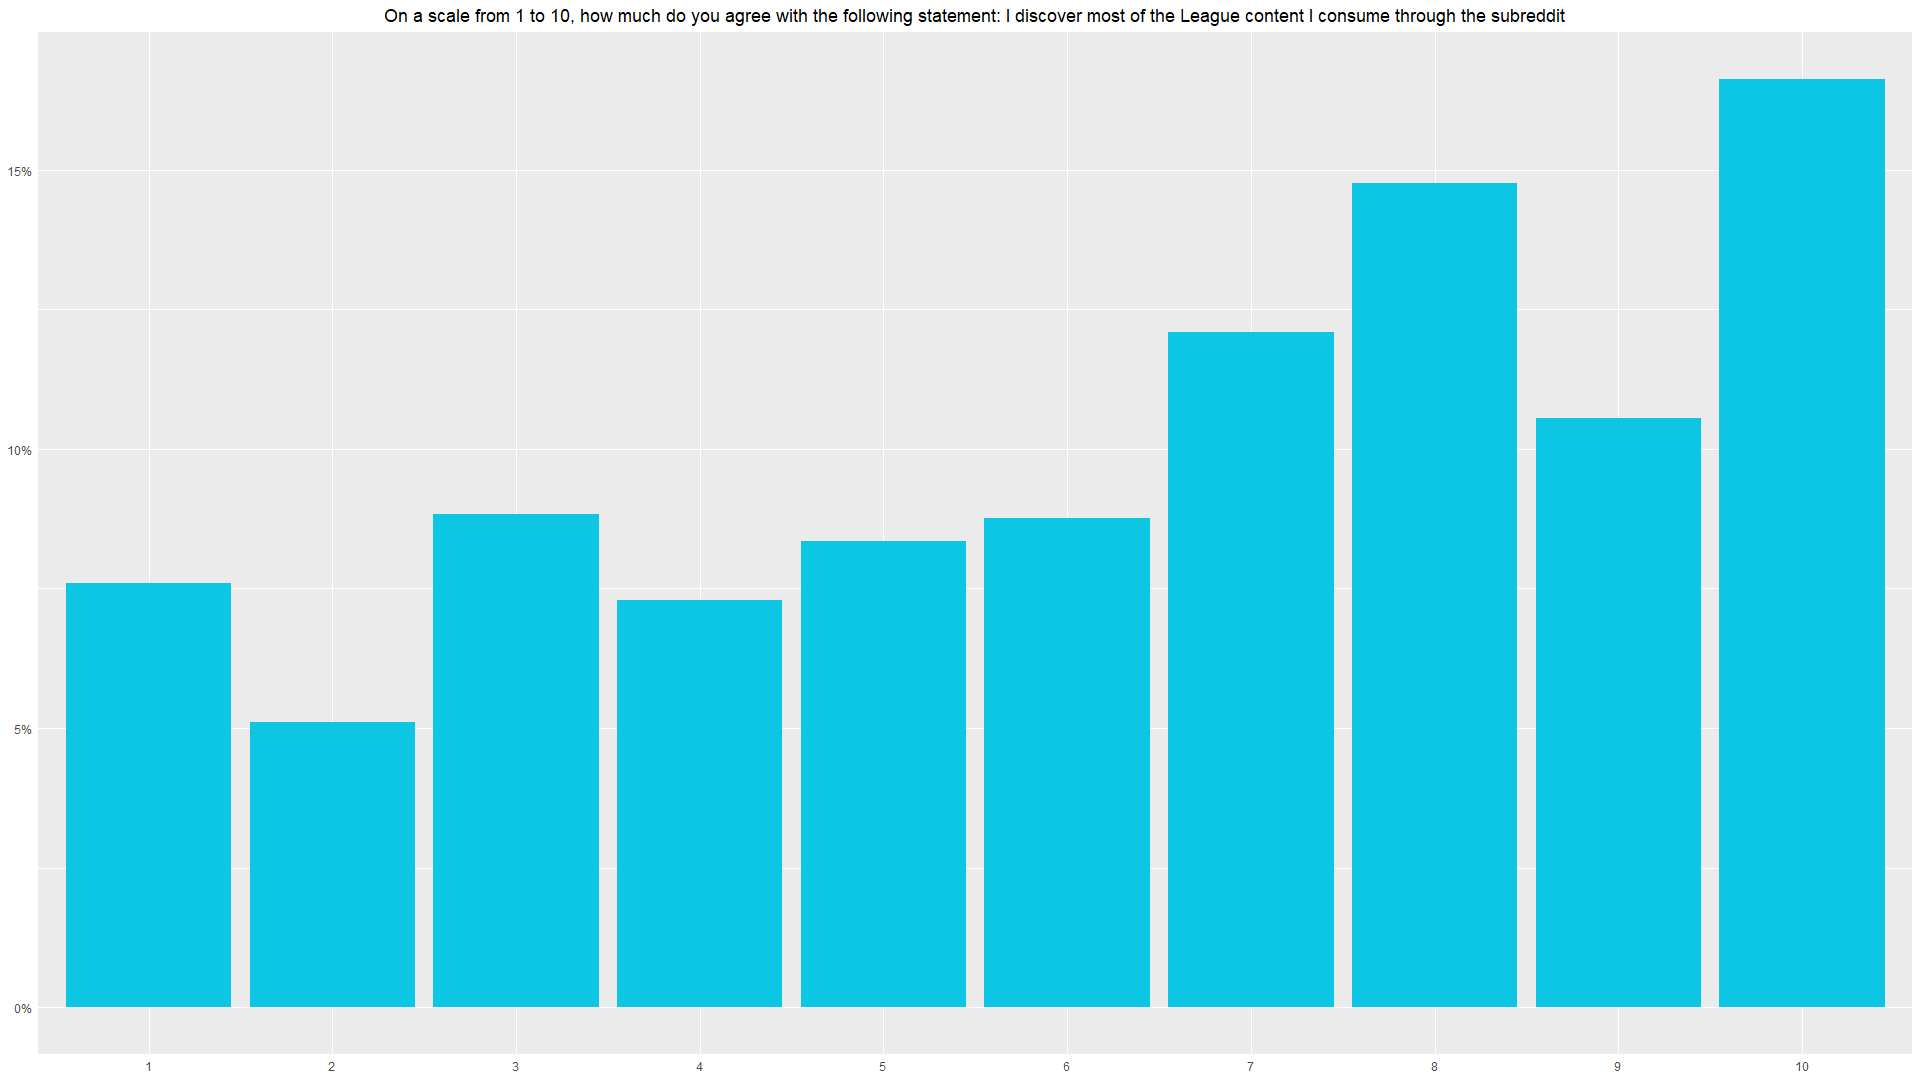 On a scale from 1 to 10, how much do you agree with the following statement: I discover most of the League content I consume through the subreddit
15%
10%
5%
0%
1 2 3 4 5 6 7 8 9 10